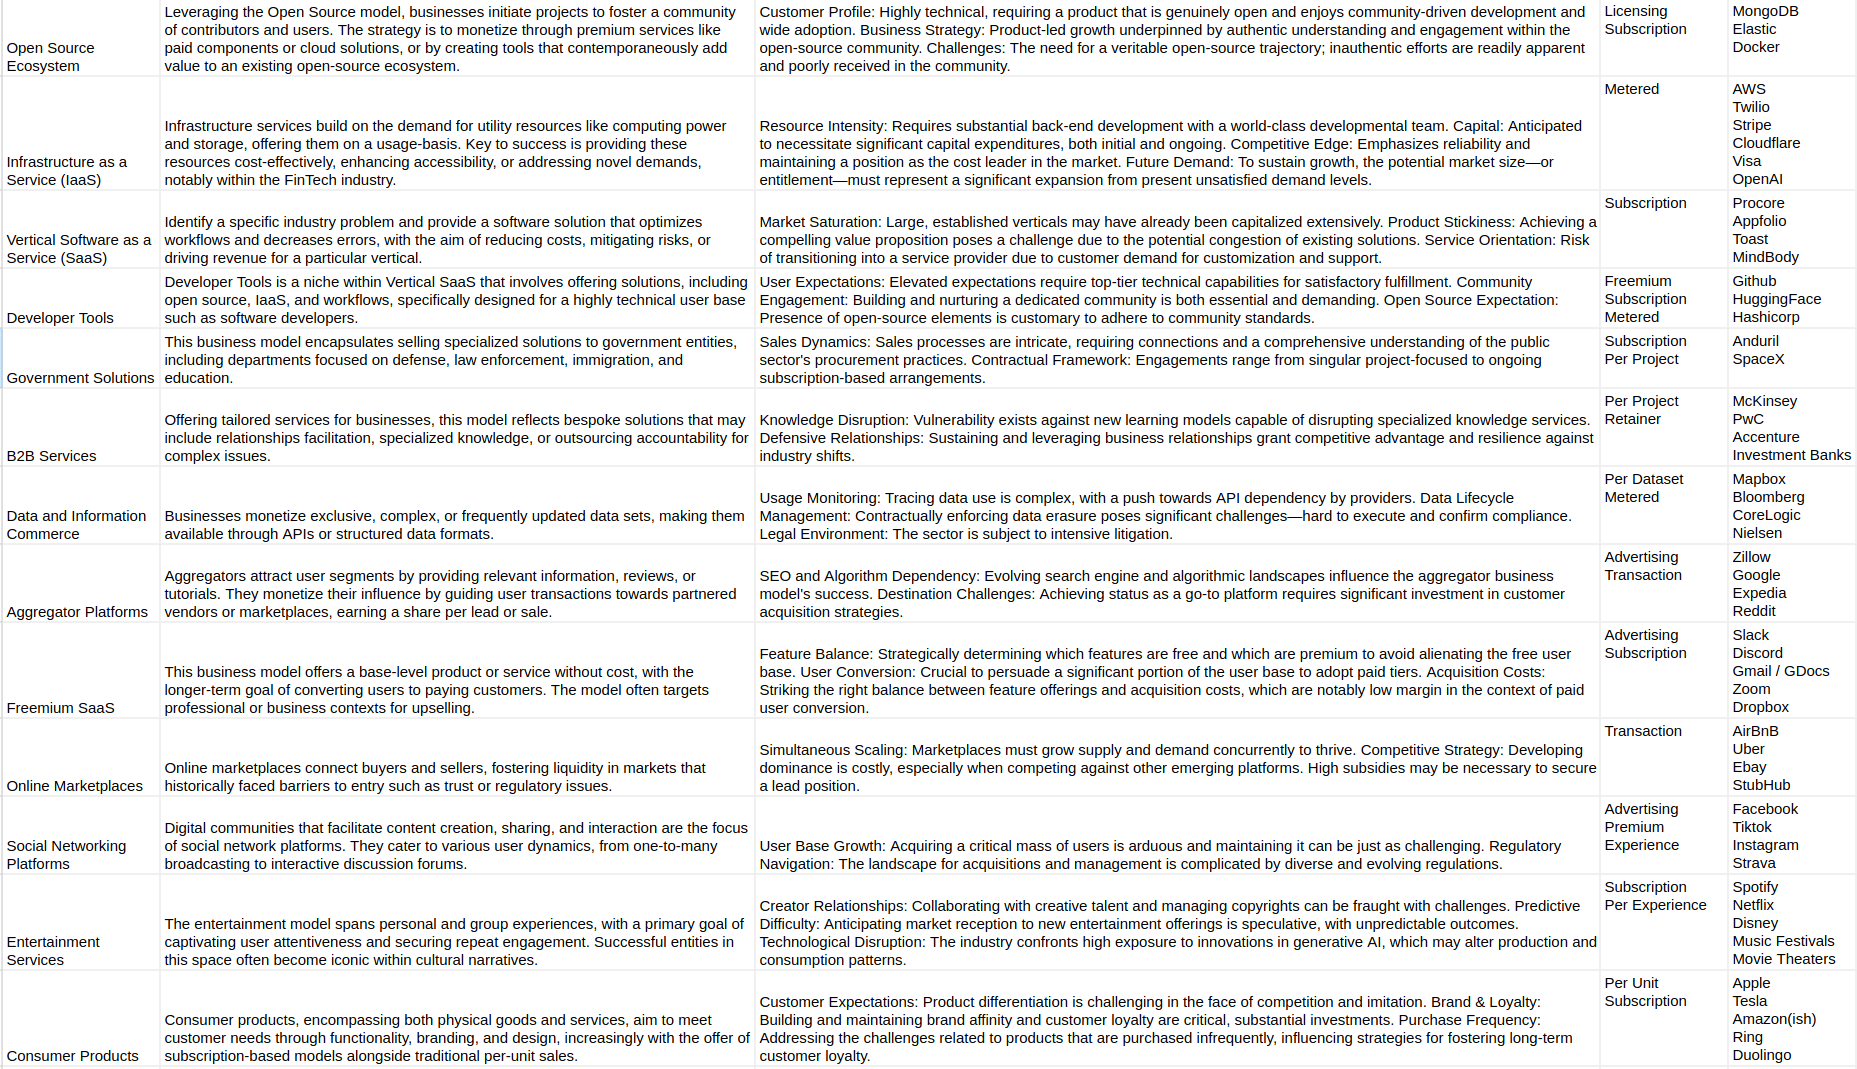 Open Source
Ecosystem
Leveraging the Open Source model, businesses initiate projects to foster a community
of contributors and users. The strategy is to monetize through premium services like
paid components or cloud solutions, or by creating tools that contemporaneously add
value to an existing open-source ecosystem.
Customer Profile: Highly technical, requiring a product that is genuinely open and enjoys community-driven development and
wide adoption. Business Strategy: Product-led growth underpinned by authentic understanding and engagement within the
open-source community. Challenges: The need for a veritable open-source trajectory; inauthentic efforts are readily apparent
and poorly received in the community.
Licensing
Subscription
MongoDB
Elastic
Docker
Infrastructure as a
Service (IaaS)
Infrastructure services build on the demand for utility resources like computing power
and storage, offering them on a usage-basis. Key to success is providing these
resources cost-effectively, enhancing accessibility, or addressing novel demands,
notably within the FinTech industry.
Resource Intensity: Requires substantial back-end development with a world-class developmental team. Capital: Anticipated
to necessitate significant capital expenditures, both initial and ongoing. Competitive Edge: Emphasizes reliability and
maintaining a position as the cost leader in the market. Future Demand: To sustain growth, the potential market size—or
entitlement—must represent a significant expansion from present unsatisfied demand levels.
Metered
AWS
Twilio
Stripe
Cloudflare
Visa
OpenAI
Vertical Software as a
Service (SaaS)
Identify a specific industry problem and provide a software solution that optimizes
workflows and decreases errors, with the aim of reducing costs, mitigating risks, or
driving revenue for a particular vertical.
Market Saturation: Large, established verticals may have already been capitalized extensively. Product Stickiness: Achieving a
compelling value proposition poses a challenge due to the potential congestion of existing solutions. Service Orientation: Risk
of transitioning into a service provider due to customer demand for customization and support.
Subscription
Procore
Appfolio
Toast
MindBody
Developer Tools
Developer Tools is a niche within Vertical SaaS that involves offering solutions, including
open source, IaaS, and workflows, specifically designed for a highly technical user base
such as software developers.
User Expectations: Elevated expectations require top-tier technical capabilities for satisfactory fulfillment. Community
Engagement: Building and nurturing a dedicated community is both essential and demanding. Open Source Expectation:
Presence of open-source elements is customary to adhere to community standards.
Freemium
Subscription
Metered
Github
HuggingFace
Hashicorp
Government Solutions
This business model encapsulates selling specialized solutions to government entities,
including departments focused on defense, law enforcement, immigration, and
education.
Sales Dynamics: Sales processes are intricate, requiring connections and a comprehensive understanding of the public
sector's procurement practices. Contractual Framework: Engagements range from singular project-focused to ongoing
subscription-based arrangements.
Subscription
Per Project
Anduril
SpaceX
B2B Services
Offering tailored services for businesses, this model reflects bespoke solutions that may
include relationships facilitation, specialized knowledge, or outsourcing accountability for
complex issues.
Knowledge Disruption: Vulnerability exists against new learning models capable of disrupting specialized knowledge services.
Defensive Relationships: Sustaining and leveraging business relationships grant competitive advantage and resilience against
industry shifts.
Per Project
Retainer
McKinsey
PwC
Accenture
Investment Banks
Data and Information
Commerce
Businesses monetize exclusive, complex, or frequently updated data sets, making them
available through APIs or structured data formats.
Usage Monitoring: Tracing data use is complex, with a push towards API dependency by providers. Data Lifecycle
Management: Contractually enforcing data erasure poses significant challenges—hard to execute and confirm compliance.
Legal Environment: The sector is subject to intensive litigation.
Per Dataset
Metered
Mapbox
Bloomberg
CoreLogic
Nielsen
Aggregator Platforms
Aggregators attract user segments by providing relevant information, reviews, or
tutorials. They monetize their influence by guiding user transactions towards partnered
vendors or marketplaces, earning a share per lead or sale.
SEO and Algorithm Dependency: Evolving search engine and algorithmic landscapes influence the aggregator business
model's success. Destination Challenges: Achieving status as a go-to platform requires significant investment in customer
acquisition strategies.
Advertising
Transaction
Zillow
Google
Expedia
Reddit
Freemium SaaS
This business model offers a base-level product or service without cost, with the
longer-term goal of converting users to paying customers. The model often targets
professional or business contexts for upselling.
Feature Balance: Strategically determining which features are free and which are premium to avoid alienating the free user
base. User Conversion: Crucial to persuade a significant portion of the user base to adopt paid tiers. Acquisition Costs:
Striking the right balance between feature offerings and acquisition costs, which are notably low margin in the context of paid
user conversion.
Advertising
Subscription
Slack
Discord
Gmail / GDocs
Zoom
Dropbox
Online Marketplaces
Online marketplaces connect buyers and sellers, fostering liquidity in markets that
historically faced barriers to entry such as trust or regulatory issues.
Simultaneous Scaling: Marketplaces must grow supply and demand concurrently to thrive. Competitive Strategy: Developing
dominance is costly, especially when competing against other emerging platforms. High subsidies may be necessary to secure
a lead position.
Transaction
AirBnB
Uber
Ebay
StubHub
Social Networking
Platforms
Digital communities that facilitate content creation, sharing, and interaction are the focus
of social network platforms. They cater to various user dynamics, from one-to-many
broadcasting to interactive discussion forums.
User Base Growth: Acquiring a critical mass of users is arduous and maintaining it can be just as challenging. Regulatory
Navigation: The landscape for acquisitions and management is complicated by diverse and evolving regulations.
Advertising
Premium
Experience
Facebook
Tiktok
Instagram
Strava
Entertainment
Services
The entertainment model spans personal and group experiences, with a primary goal of
captivating user attentiveness and securing repeat engagement. Successful entities in
this space often become iconic within cultural narratives.
Creator Relationships: Collaborating with creative talent and managing copyrights can be fraught with challenges. Predictive
Difficulty: Anticipating market reception to new entertainment offerings is speculative, with unpredictable outcomes.
Technological Disruption: The industry confronts high exposure to innovations in generative AI, which may alter production and
consumption patterns.
Subscription
Per Experience
Spotify
Netflix
Disney
Music Festivals
Movie Theaters
Consumer Products
Consumer products, encompassing both physical goods and services, aim to meet
customer needs through functionality, branding, and design, increasingly with the offer of
subscription-based models alongside traditional per-unit sales.
Customer Expectations: Product differentiation is challenging in the face of competition and imitation. Brand & Loyalty:
Building and maintaining brand affinity and customer loyalty are critical, substantial investments. Purchase Frequency:
Addressing the challenges related to products that are purchased infrequently, influencing strategies for fostering long-term
customer loyalty.
Per Unit
Subscription
Apple
Tesla
Amazon(ish)
Ring
Duolingo